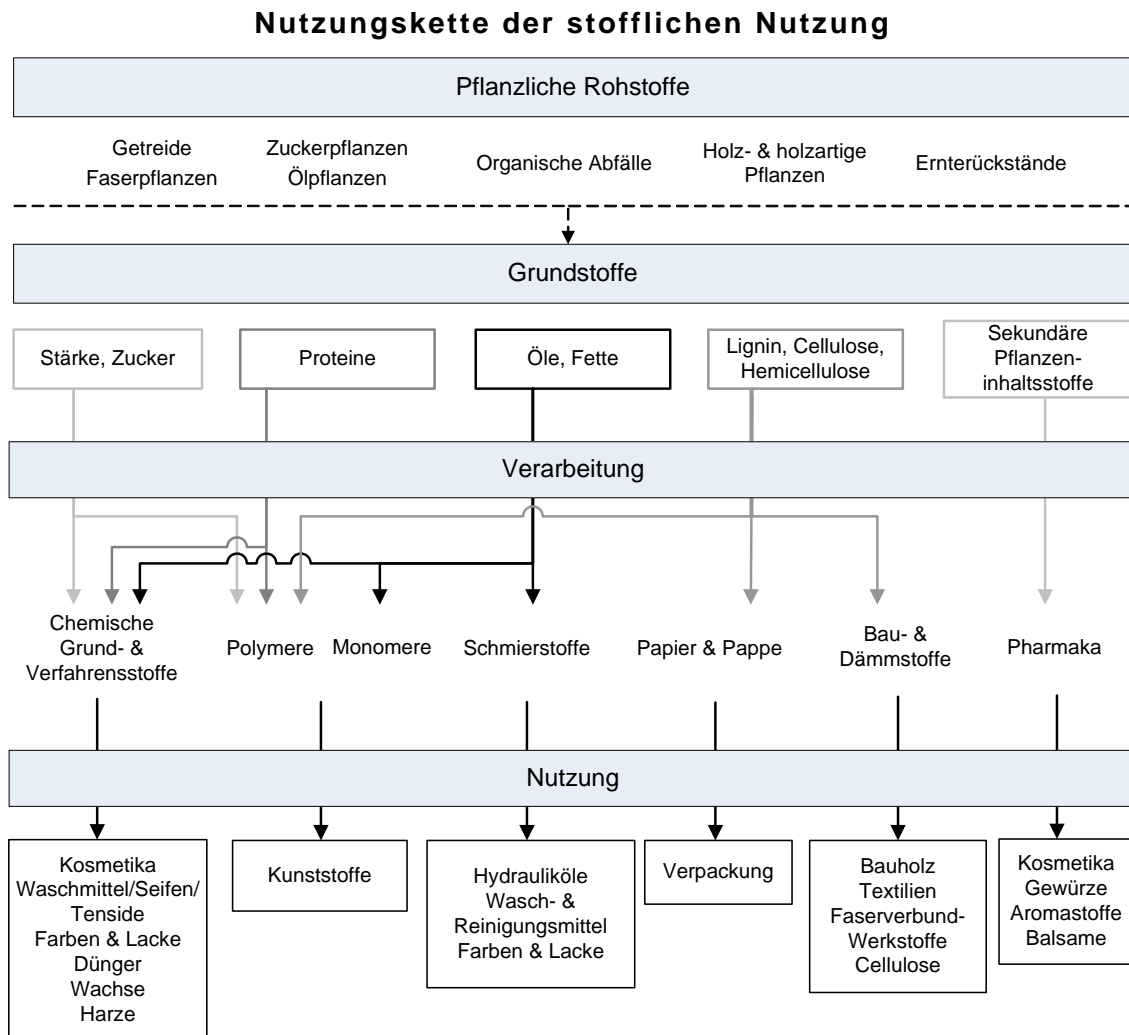 Nutzungskette der stofflichen Nutzung
Pflanzliche Rohstoffe
Getreide
Faserpflanzen
Zuckerpflanzen
Ölpflanzen
Organische Abfälle
Holz- & holzartige
Pflanzen
Ernterückstände
Grundstoffe
Stärke, Zucker
Proteine
Öle, Fette
Lignin, Cellulose,
Hemicellulose
Sekundäre
Pflanzen-
inhaltsstoffe
Verarbeitung
Chemische
Grund- &
Verfahrensstoffe
Polymere
Monomere
Schmierstoffe
Papier & Pappe
Bau- &
Dämmstoffe
Pharmaka
Nutzung
Kosmetika
Waschmittel/Seifen/
Tenside
Farben & Lacke
Dünger
Wachse
Harze
Kunststoffe
Hydrauliköle
Wasch- &
Reinigungsmittel
Farben & Lacke
Verpackung
Bauholz
Textilien
Faserverbund-
Werkstoffe
Cellulose
Kosmetika
Gewürze
Aromastoffe
Balsame